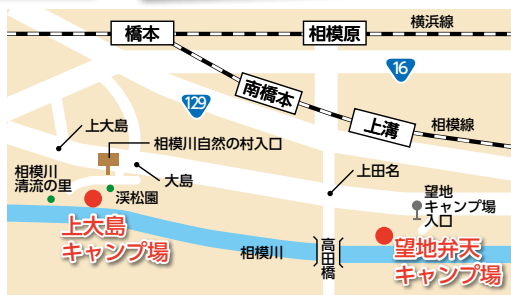 横浜線
橋本
相模原
16
南橋本
129
上溝
相模線
上大島
相模川自然の村入口
大島
上田名
相模川
清流の里
渓松園
望地
キャンプ場
入口
上大島
キャンプ場
相模川
高田橋
望地弁天
キャンプ場